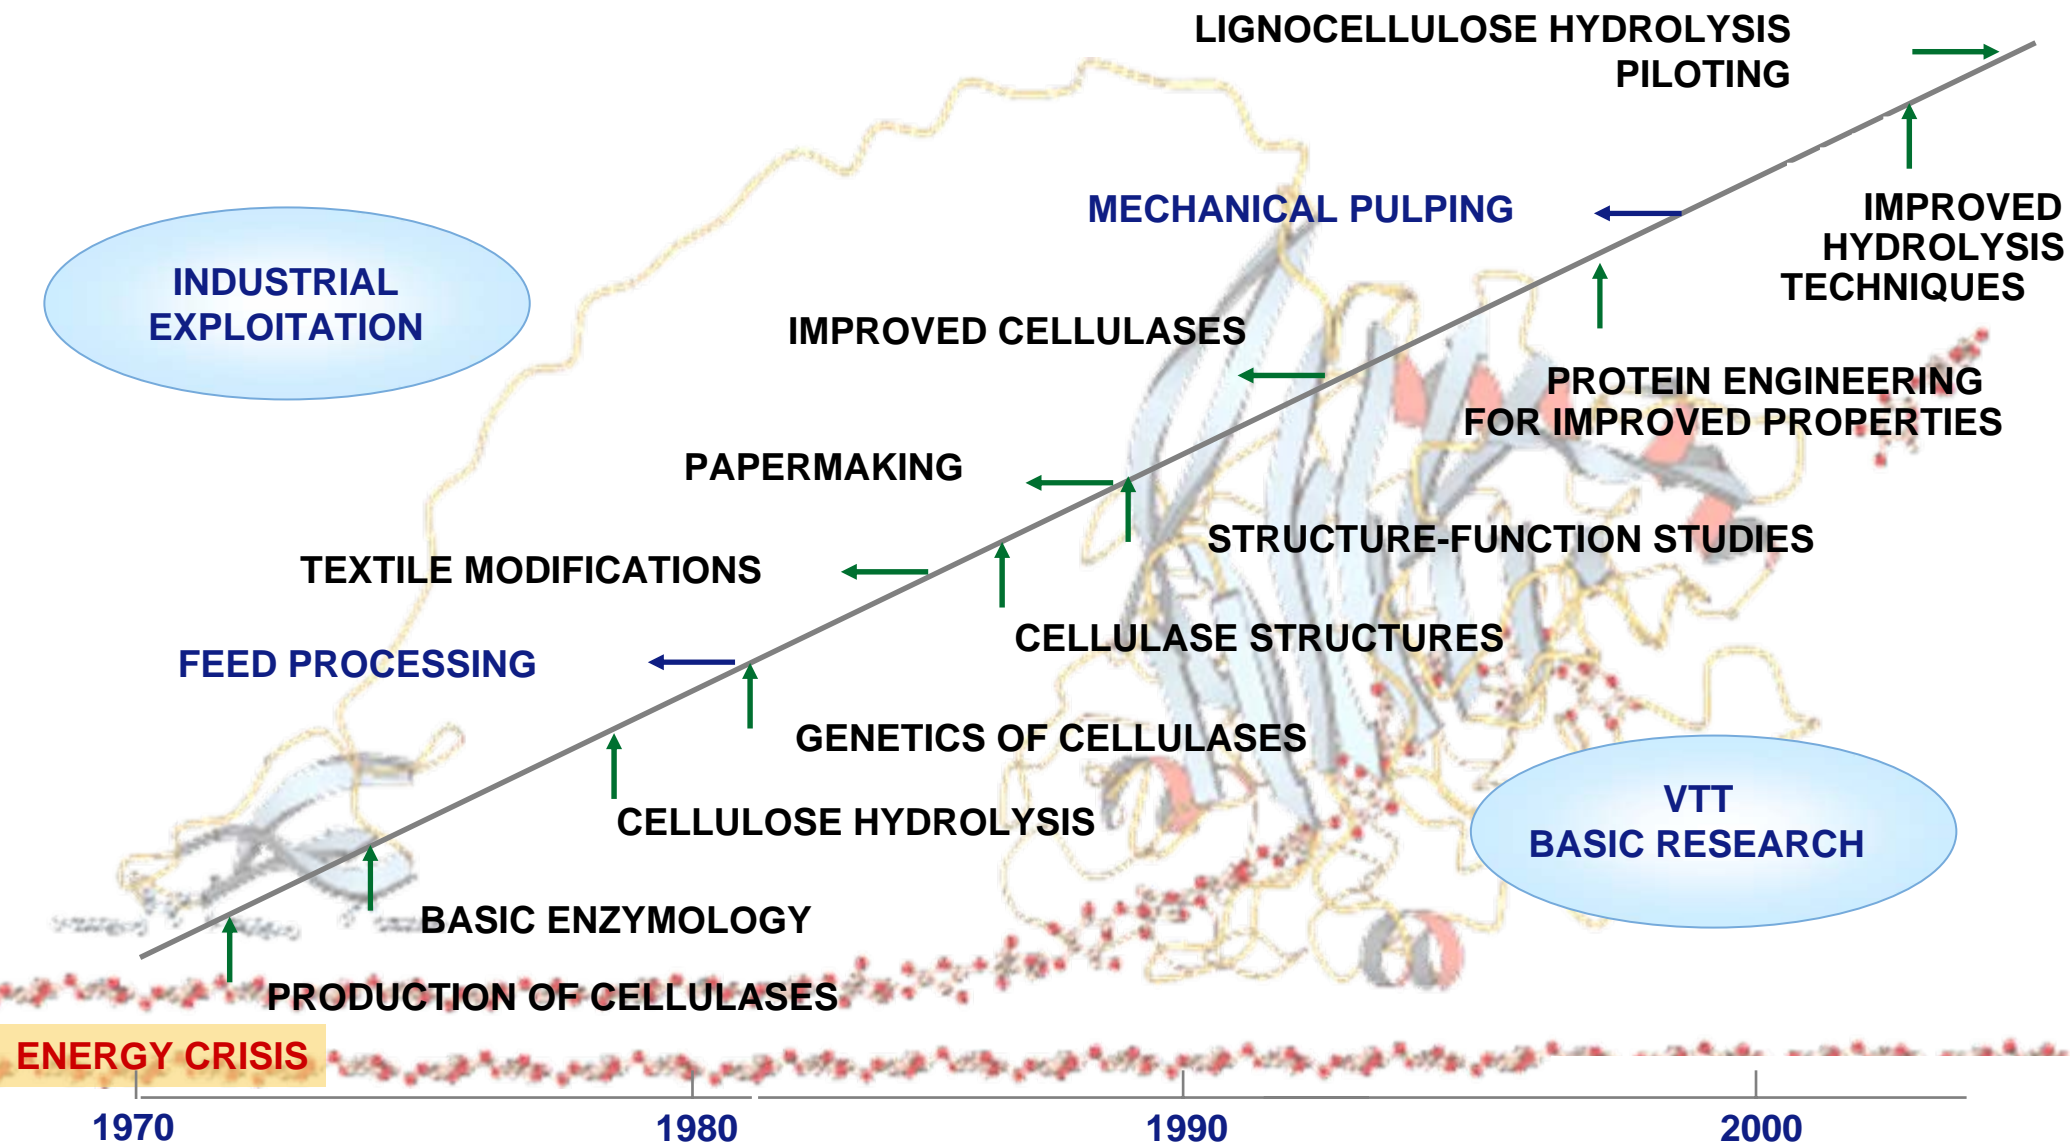 LIGNOCELLULOSE HYDROLYSIS
PILOTING
MECHANICAL PULPING
IMPROVED
HYDROLYSIS
TECHNIQUES
INDUSTRIAL
EXPLOITATION
IMPROVED CELLULASES
PROTEIN ENGINEERING
FOR IMPROVED PROPERTIES
PAPERMAKING
STRUCTURE-FUNCTION STUDIES
TEXTILE MODIFICATIONS
CELLULASE STRUCTURES
FEED PROCESSING
GENETICS OF CELLULASES
VTT
BASIC RESEARCH
CELLULOSE HYDROLYSIS
BASIC ENZYMOLOGY
PRODUCTION OF CELLULASES
ENERGY CRISIS
1970 1980 1990 2000